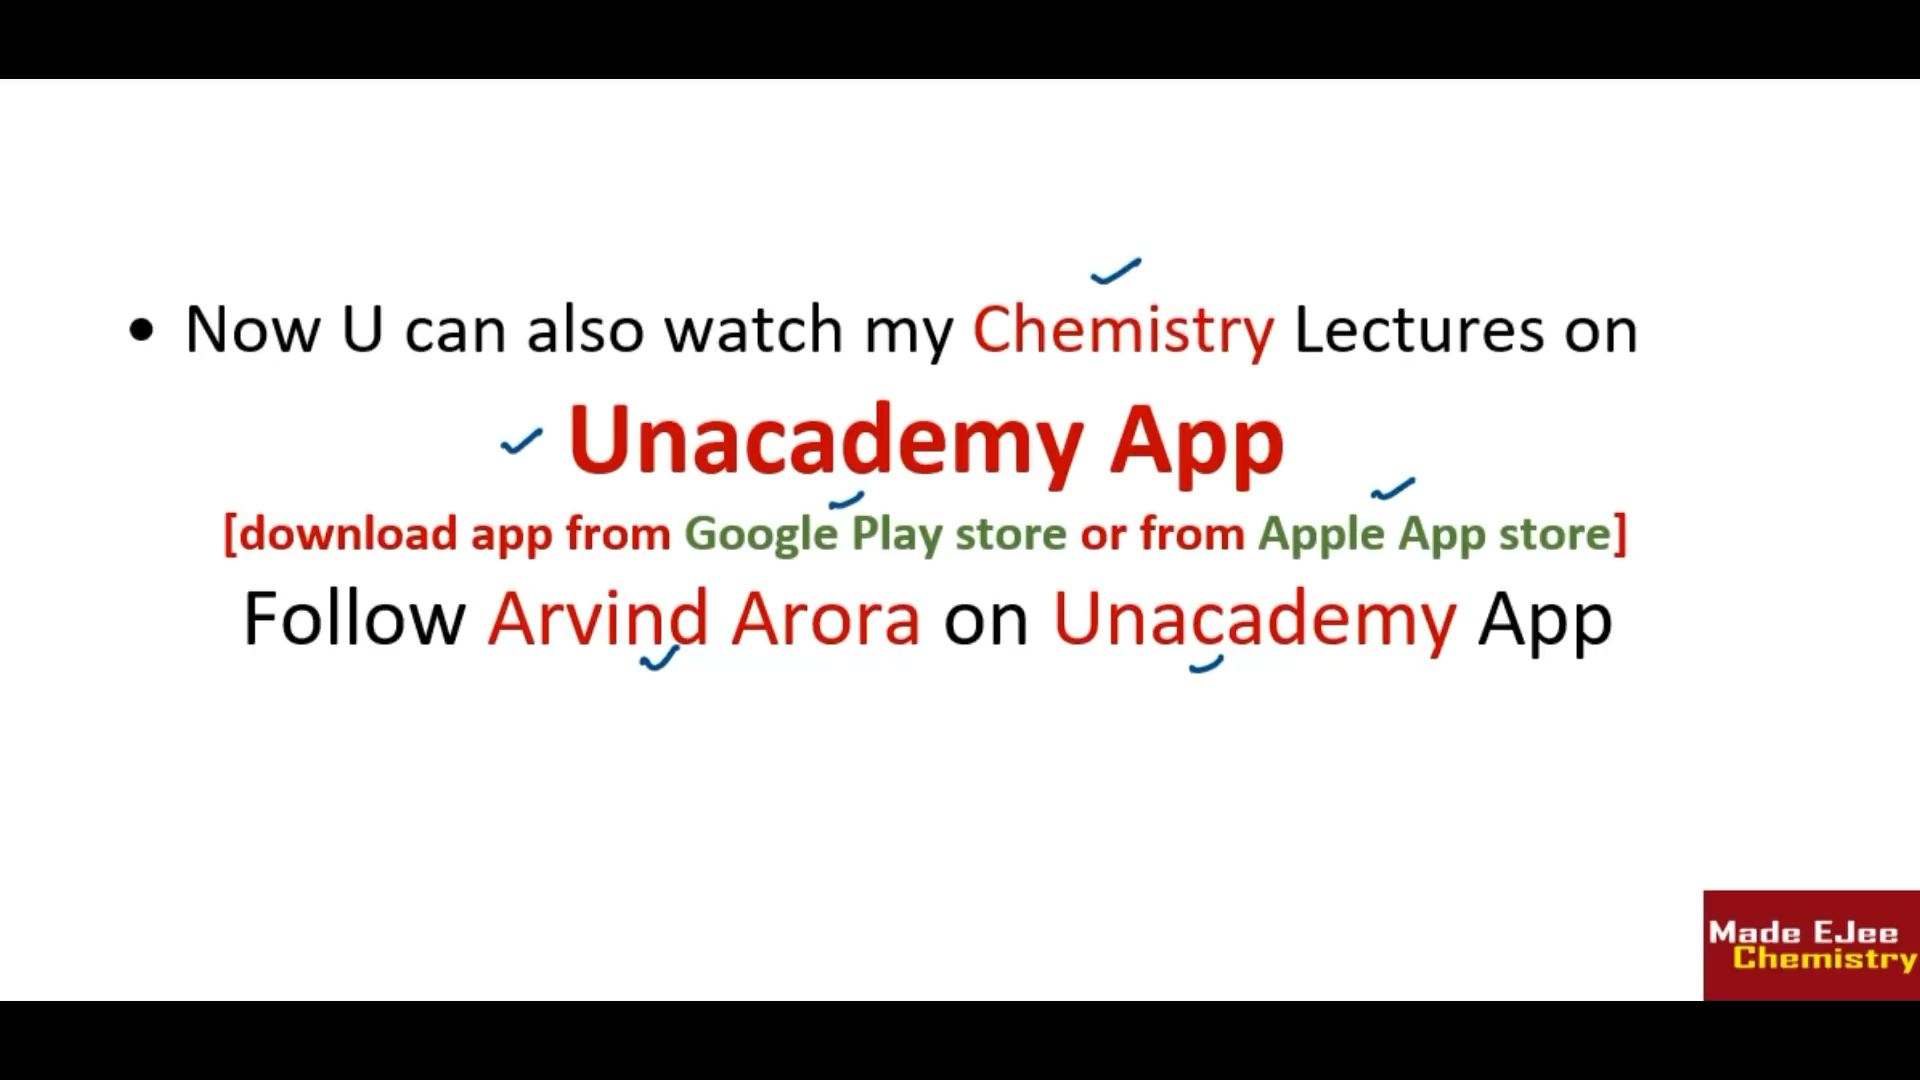 • Now U can also watch my Chemistry Lectures on
Unacademy App
[download app from Google Play store or from Apple App store]
Follow Arvind Arora on Unacademy App
Made EJee
Chemistry